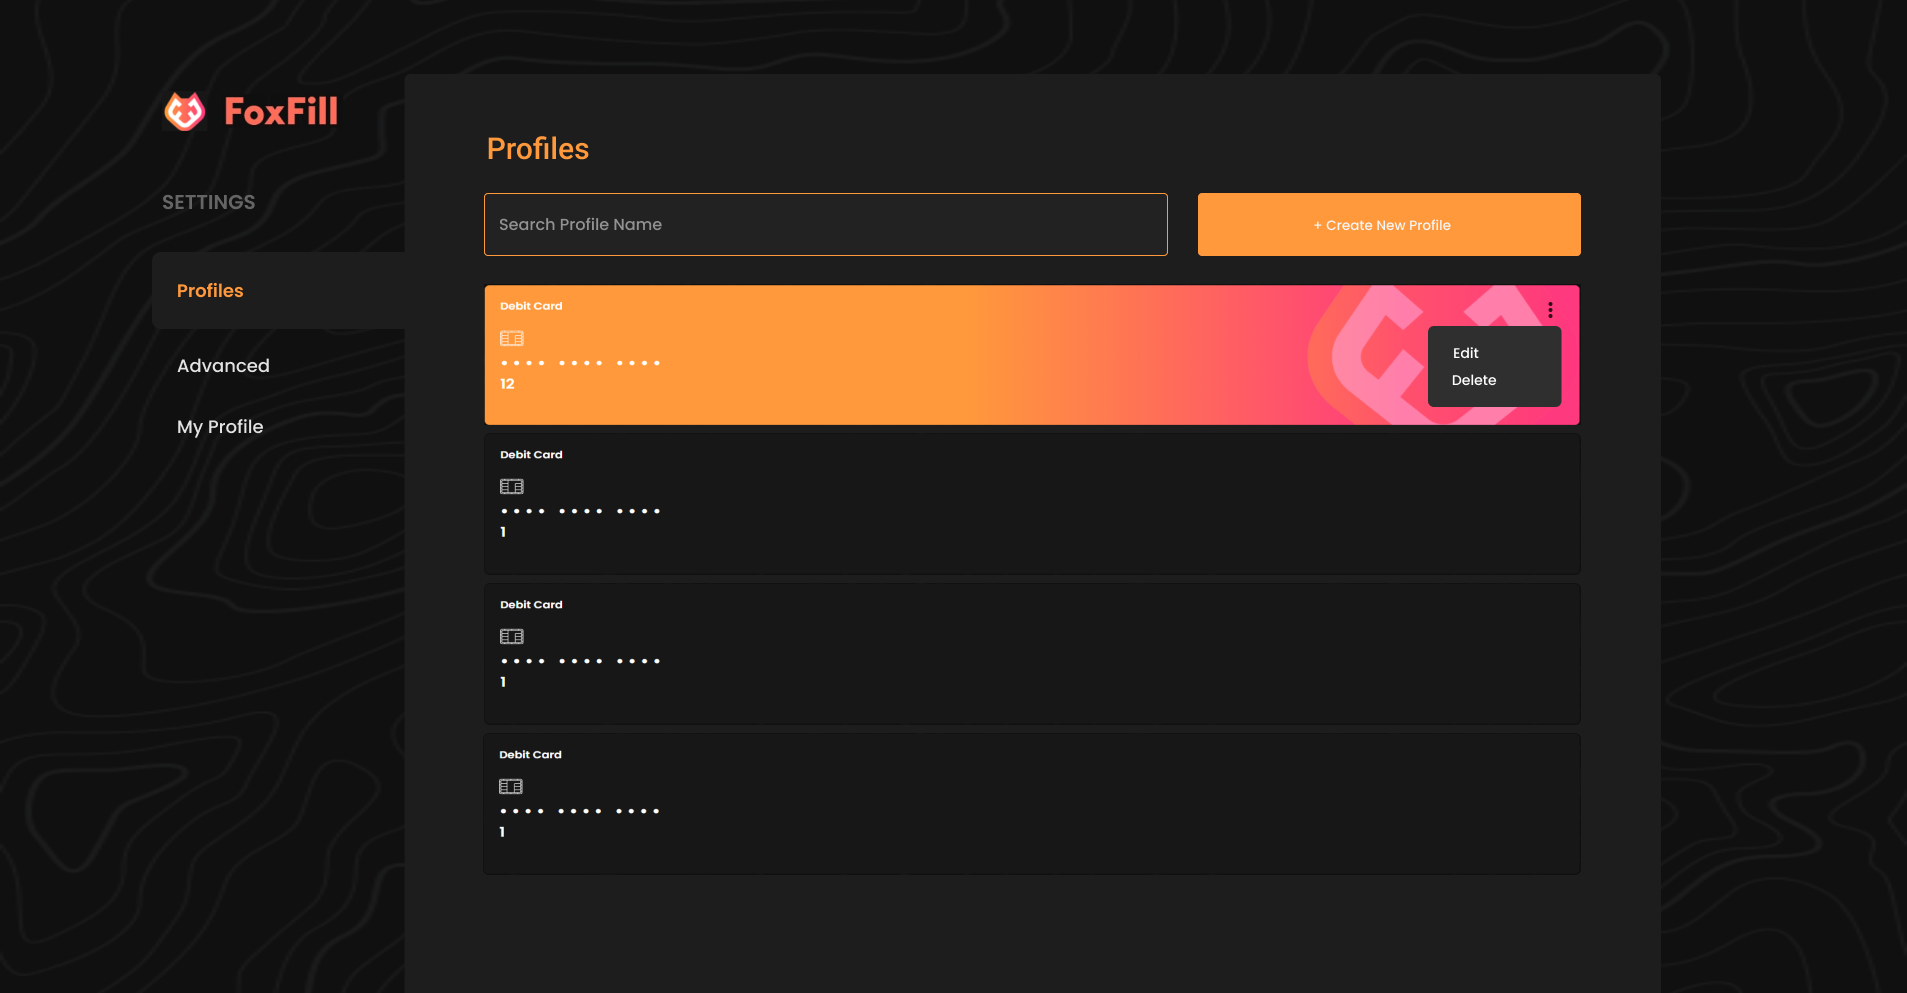 FoxFill
SETTINGS
Profiles
Advanced
My Profile
Profiles
Search Profile Name
+ Create New Profile
Debit Card
•••• •••• ••••
12
Edit
Delete
Debit Card
•••• •••• ••••
1
Debit Card
•••• •••• ••••
1
Debit Card
•••• •••• ••••
1